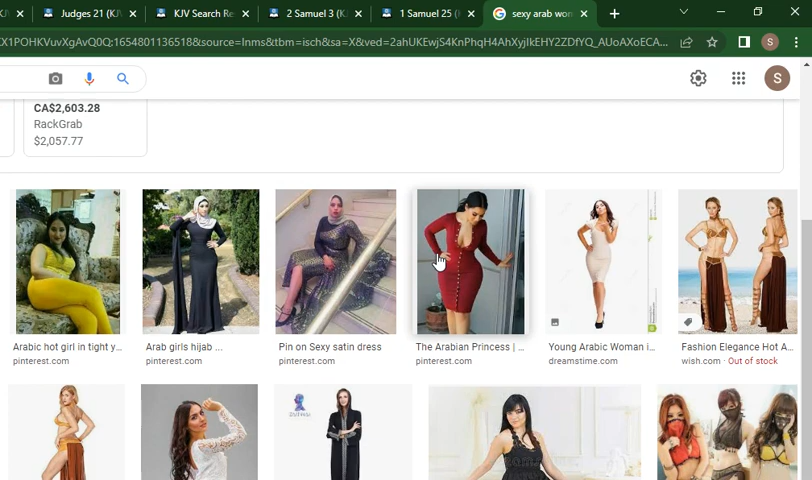 KJV
Judges 21 (KJV
KJV Search Re
2 Samuel 3 (KJ
1 Samuel 25 (
sexy arab won
X1POHKVuvXgAvQ0Q:1654801136518&source=lnms&tbm=isch&sa=X&ved=2ahUKEwjS4KnPhqH4AhXyjIkEHY2ZDfYQ_AUoAXoECA...
S
S
CA$2,603.28
RackGrab
$2,057.77
Arabic hot girl in tight y...
pinterest.com
Arab girls hijab ...
pinterest.com
Pin on Sexy satin dress
pinterest.com
The Arabian Princess | ...
pinterest.com
Young Arabic Woman i...
dreamstime.com
Fashion Elegance Hot A...
wish.com · Out of stock